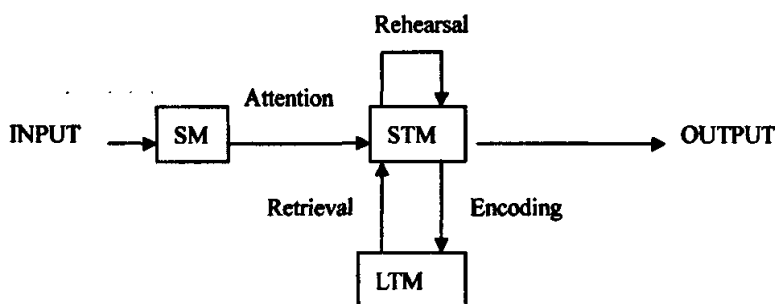 Rehearsal
Attention
INPUT SM STM OUTPUT
Retrieval Encoding
LTM